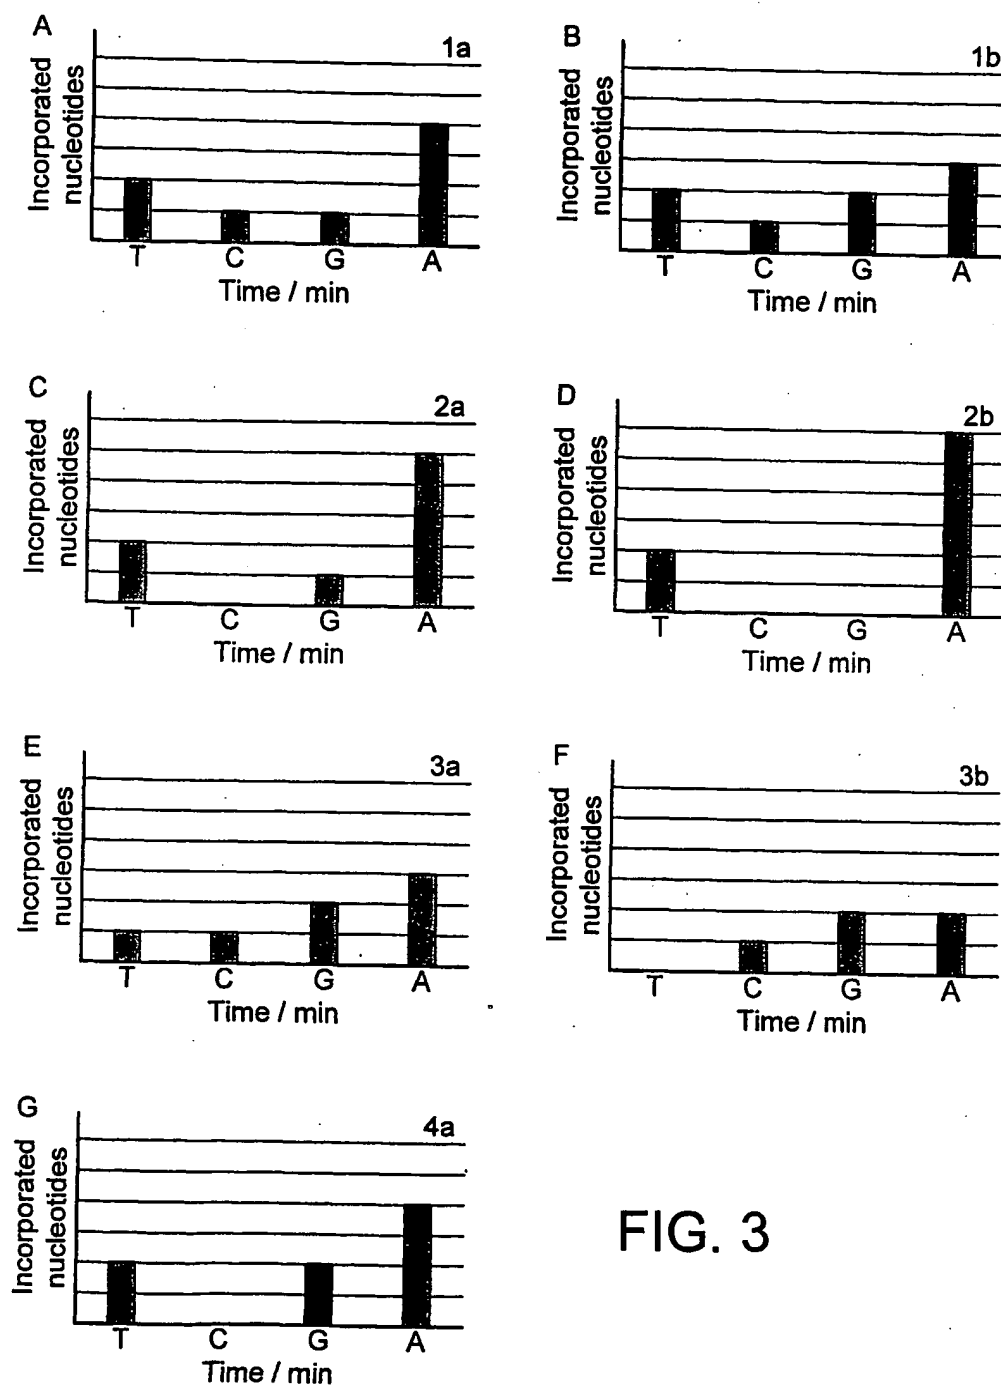 A
1a
Incorporated
nucleotides
T C G A
Time / min
B
1b
Incorporated
nucleotides
T C G A
Time / min
C
2a
Incorporated
nucleotides
T C G A
Time / min
D
2b
Incorporated
nucleotides
T C G A
Time / min
E
3a
Incorporated
nucleotides
T C G A
Time / min
F
3b
Incorporated
nucleotides
T C G A
Time / min
G
4a
Incorporated
nucleotides
T C G A
Time / min
FIG. 3